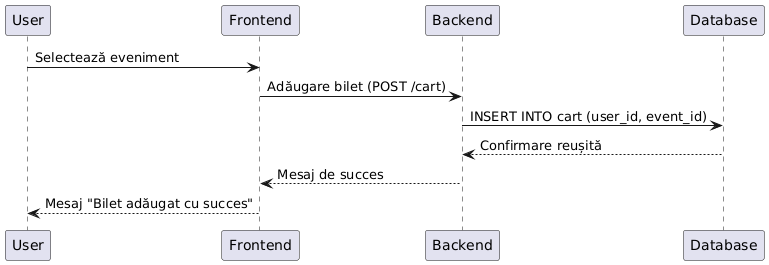 User Frontend Backend Database
Selectează eveniment
Adăugare bilet (POST /cart)
INSERT INTO cart (user_id, event_id)
Confirmare reușită
Mesaj de succes
Mesaj "Bilet adăugat cu succes"
User Frontend Backend Database